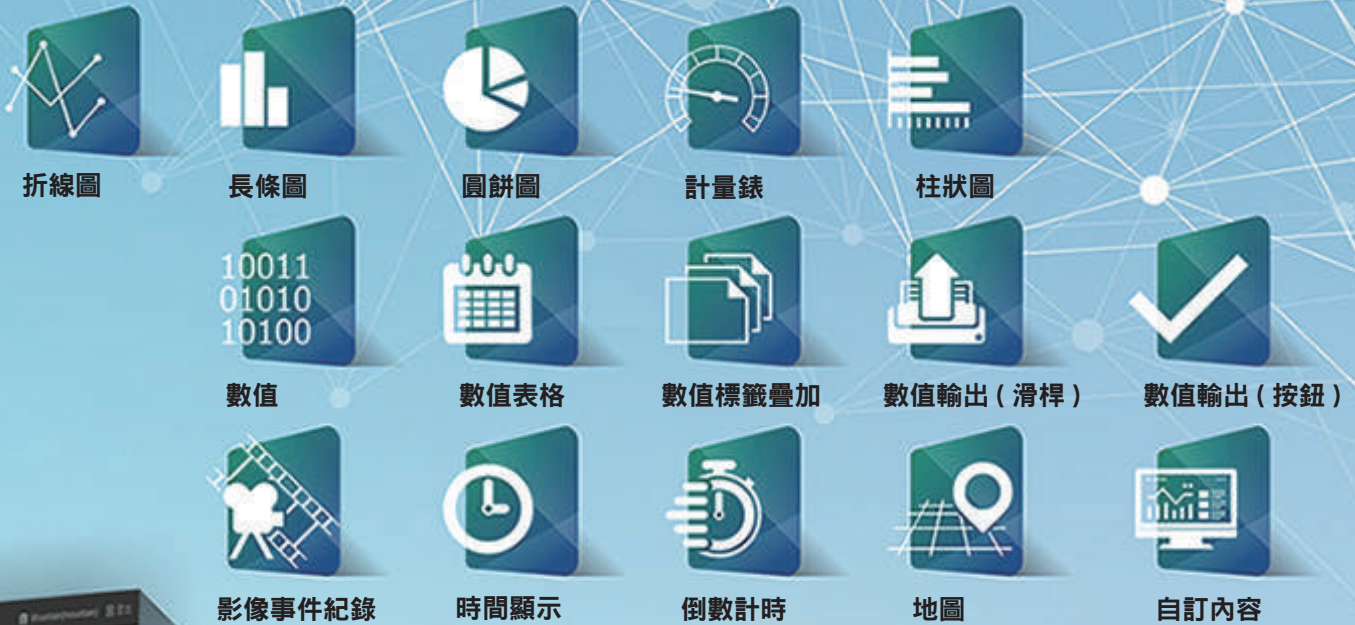 折線圖
長條圖
圓餅圖
計量錶
柱狀圖
10011
01010
10100
數值
數值表格
數值標籤疊加
數值輸出 ( 滑桿 )
數值輸出 ( 按鈕 )
影像事件紀錄
時間顯示
倒數計時
地圖
自訂內容